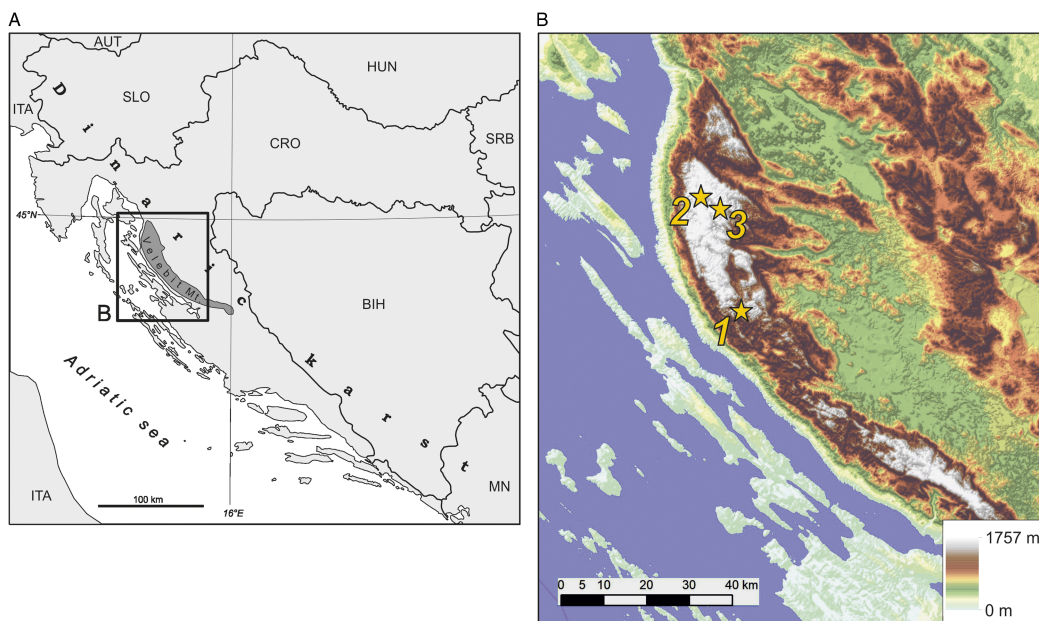 A
AUT
HUN
SLO
ITA
CRO
SRB
45°N
Velebit Mt.
BIH
B
Adriatic sea
Dinaric karst
100 km
16°E
ITA
MN
B
2
3
1
1757 m
0 m
0 5 10 20 30 40 km